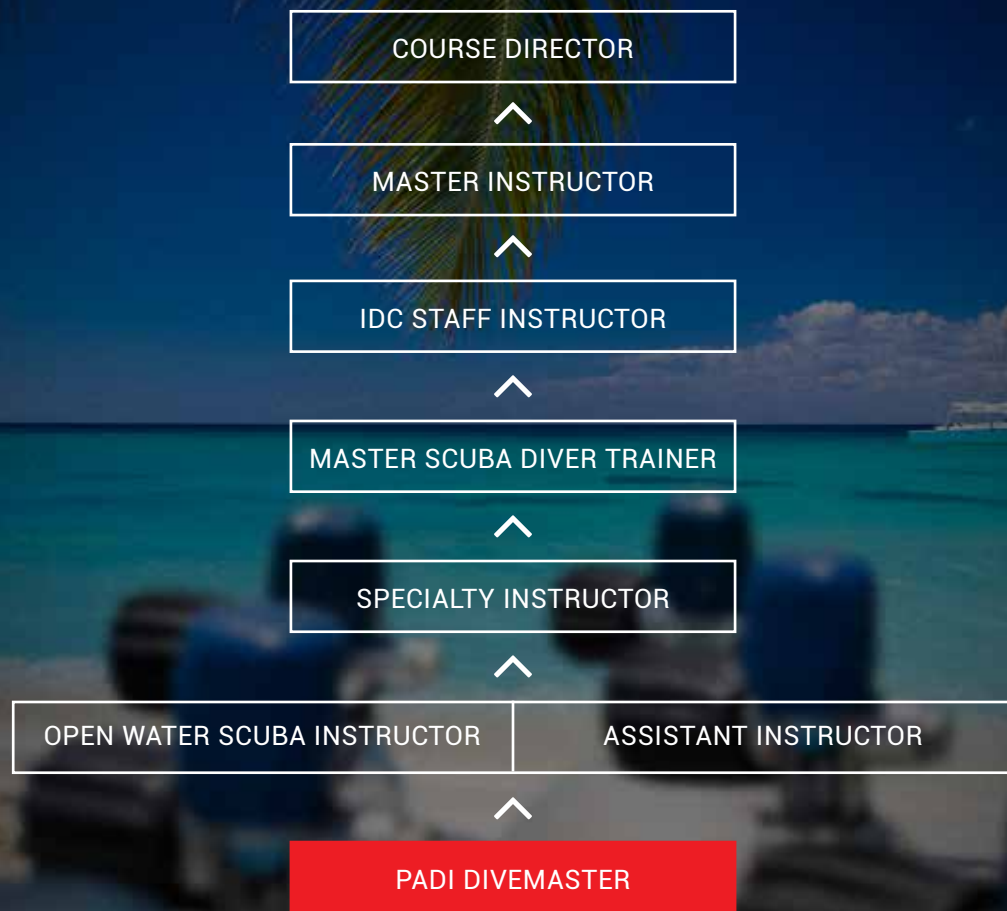 COURSE DIRECTOR
MASTER INSTRUCTOR
IDC STAFF INSTRUCTOR
MASTER SCUBA DIVER TRAINER
SPECIALTY INSTRUCTOR
OPEN WATER SCUBA INSTRUCTOR
ASSISTANT INSTRUCTOR
PADI DIVEMASTER